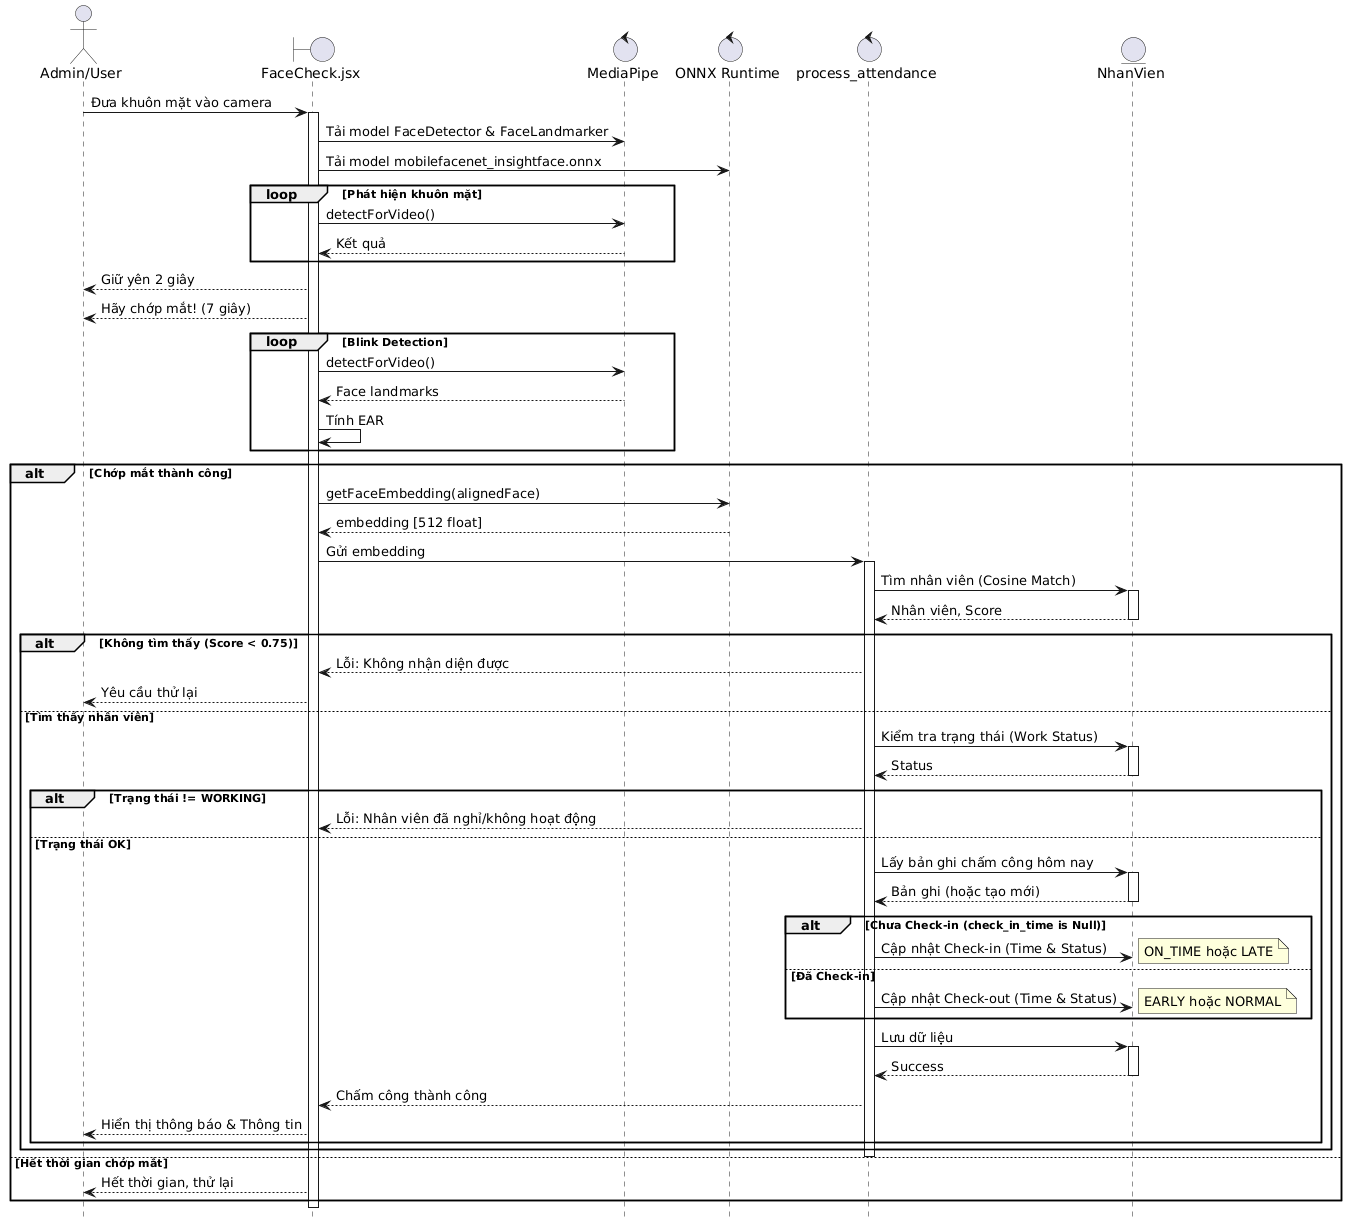 Admin/User
FaceCheck.jsx
MediaPipe
ONNX Runtime
process_attendance
NhanVien
Đưa khuôn mặt vào camera
Tải model FaceDetector & FaceLandmarker
Tải model mobilefacenet_insightface.onnx
loop [Phát hiện khuôn mặt]
detectForVideo()
Kết quả
Giữ yên 2 giây
Hãy chớp mắt! (7 giây)
loop [Blink Detection]
detectForVideo()
Face landmarks
Tính EAR
alt [Chớp mắt thành công]
getFaceEmbedding(alignedFace)
embedding [512 float]
Gửi embedding
Tìm nhân viên (Cosine Match)
Nhân viên, Score
alt [Không tìm thấy (Score < 0.75)]
Lỗi: Không nhận diện được
Yêu cầu thử lại
[Tìm thấy nhân viên]
Kiểm tra trạng thái (Work Status)
Status
alt [Trạng thái != WORKING]
Lỗi: Nhân viên đã nghỉ/không hoạt động
[Trạng thái OK]
Lấy bản ghi chấm công hôm nay
Bản ghi (hoặc tạo mới)
alt [Chưa Check-in (check_in_time is Null)]
Cập nhật Check-in (Time & Status)
ON_TIME hoặc LATE
[Đã Check-in]
Cập nhật Check-out (Time & Status)
EARLY hoặc NORMAL
Lưu dữ liệu
Success
Chấm công thành công
Hiển thị thông báo & Thông tin
[Hết thời gian chớp mắt]
Hết thời gian, thử lại